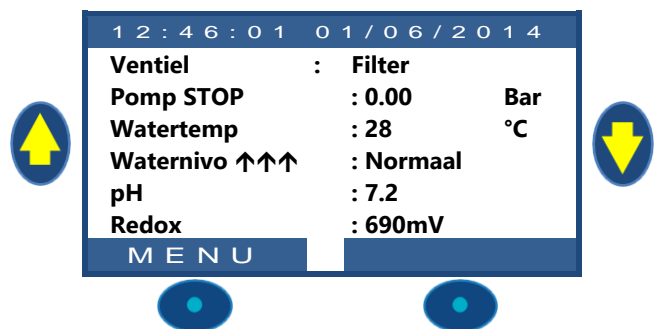 12:46:01 01/06/2014
Ventiel : Filter
Pomp STOP : 0.00 Bar
Watertemp : 28 °C
Waternivo ↑↑↑ : Normaal
pH : 7.2
Redox : 690mV
MENU